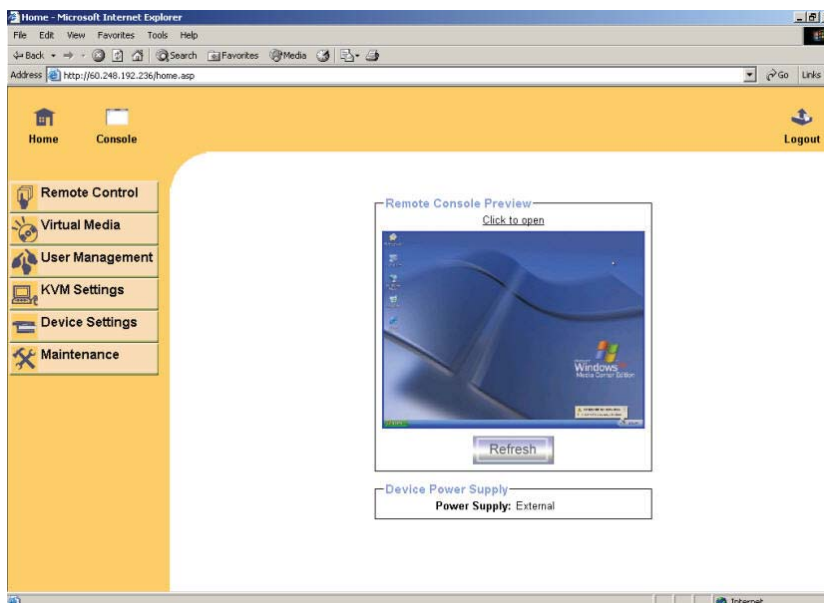 Home - Microsoft Internet Explorer
File Edit View Favorites Tools Help
Back Search Favorites Media
Address http://60.248.192.236/home.asp Go Links
Home Console Logout
Remote Control
Virtual Media
User Management
KVM Settings
Device Settings
Maintenance
Remote Console Preview
Click to open
Windows
Media Center Edition
Refresh
Device Power Supply
Power Supply: External
Internet